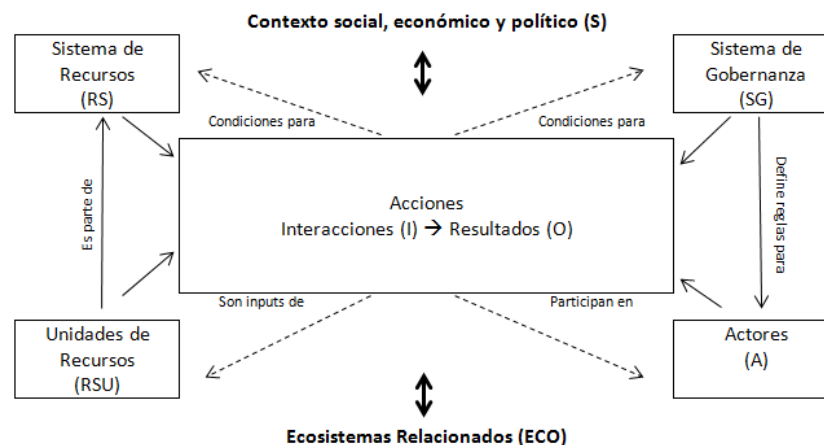 Contexto social, económico y político (S)
Sistema de
Recursos
(RS)
Sistema de
Gobernanza
(SG)
Condiciones para
Condiciones para
Es parte de
Acciones
Interacciones (I) → Resultados (O)
Define reglas para
Son inputs de
Participan en
Unidades de
Recursos
(RSU)
Actores
(A)
Ecosistemas Relacionados (ECO)